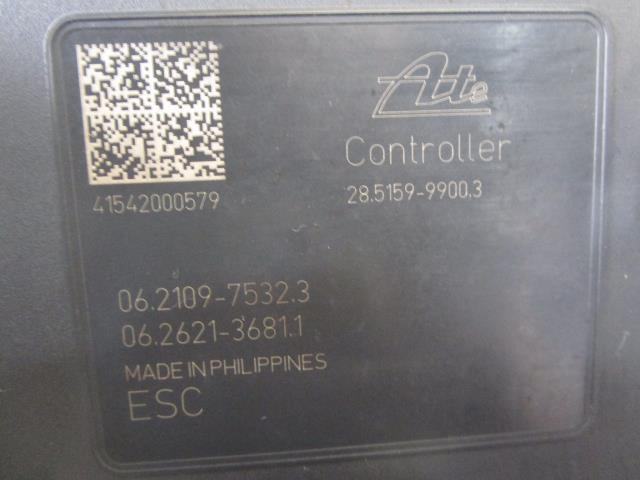 Ate
Controller
41542000579
28.5159-9900.3
06.2109-7532.3
06.2621-3681.1
MADE IN PHILIPPINES
ESC